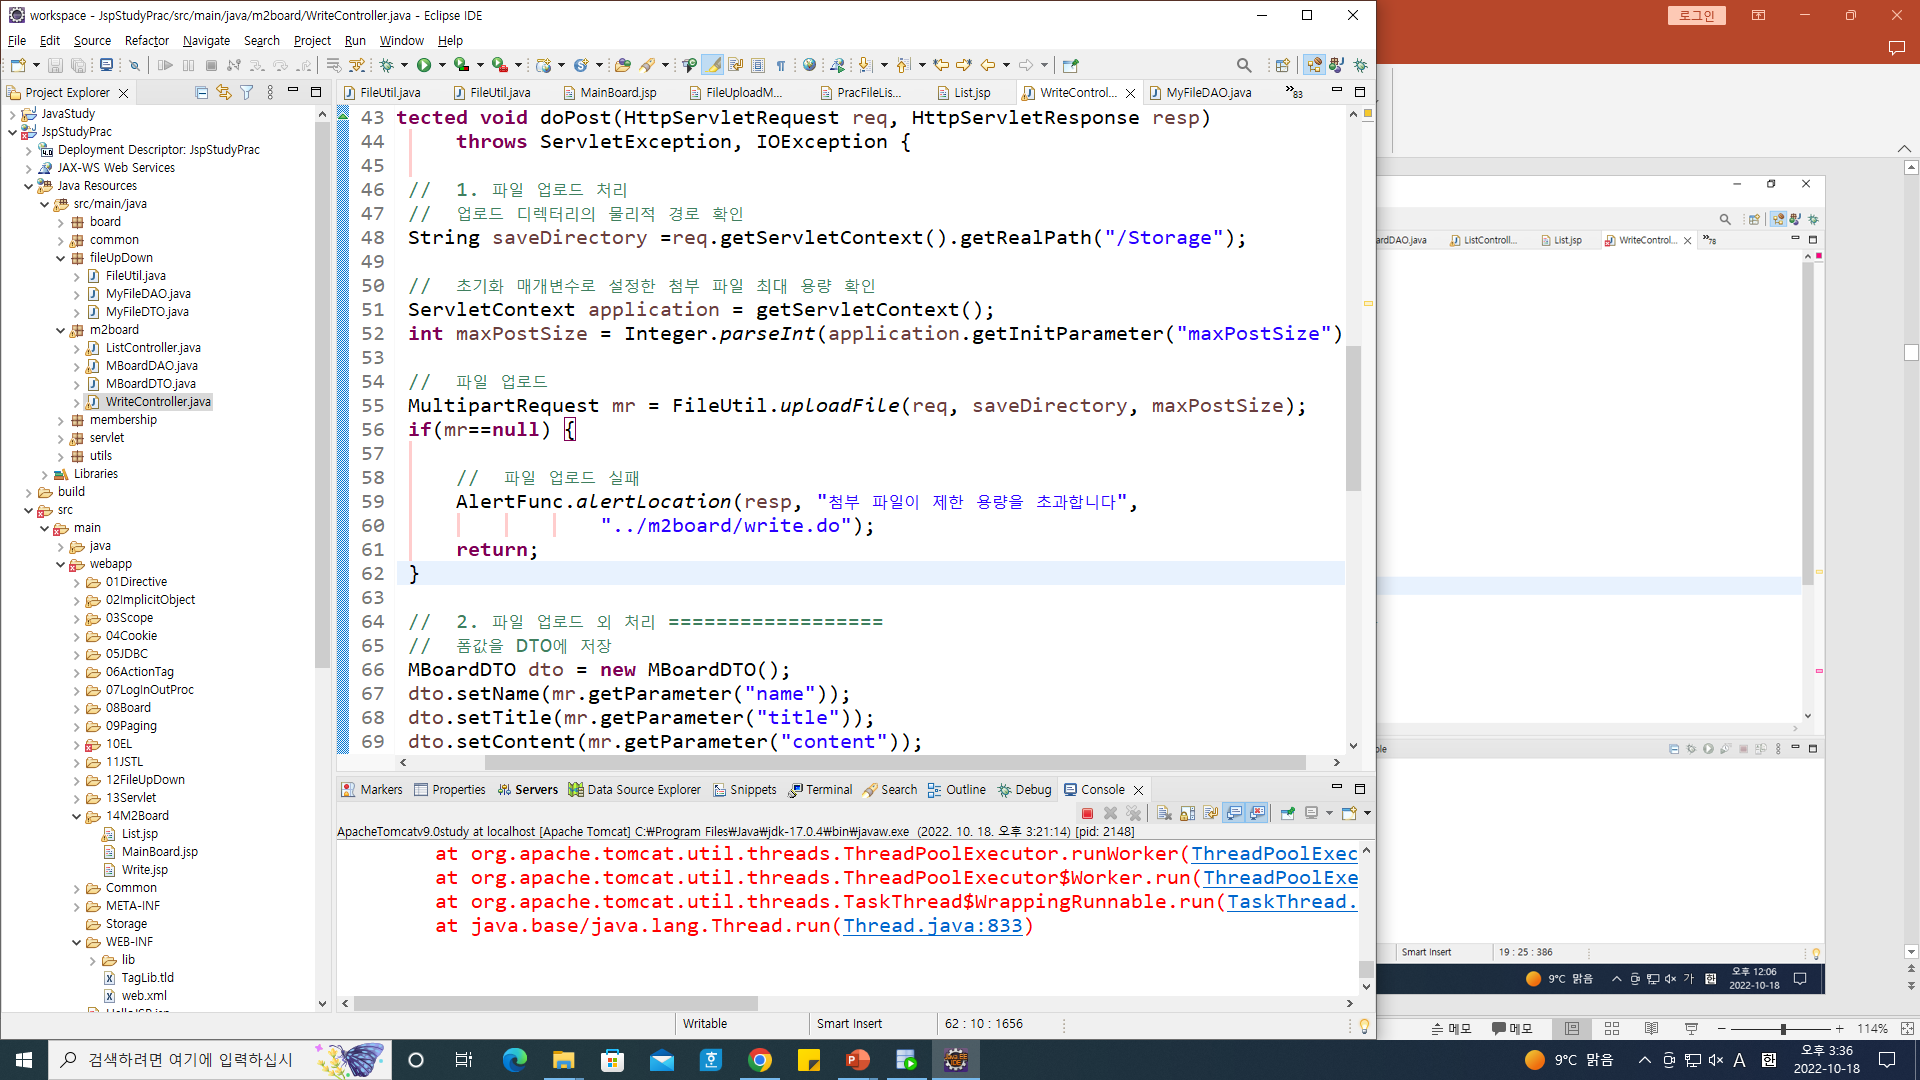 workspace - JspStudyPrac/src/main/java/m2board/WriteController.java - Eclipse IDE
File Edit Source Refactor Navigate Search Project Run Window Help
로그인
Project Explorer
JavaStudy
JspStudyPrac
Deployment Descriptor: JspStudyPrac
JAX-WS Web Services
Java Resources
src/main/java
board
common
fileUpDown
FileUtil.java
MyFileDAO.java
MyFileDTO.java
m2board
ListController.java
MBoardDAO.java
MBoardDTO.java
WriteController.java
membership
servlet
utils
Libraries
build
src
main
java
webapp
01Directive
02ImplicitObject
03Scope
04Cookie
05JDBC
06ActionTag
07LogInOutProc
08Board
09Paging
10EL
11JSTL
12FileUpDown
13Servlet
14M2Board
List.jsp
MainBoard.jsp
Write.jsp
Common
META-INF
Storage
WEB-INF
lib
TagLib.tld
web.xml
FileUtil.java FileUtil.java MainBoard.jsp FileUploadM... PracFileLis... List.jsp WriteControl... MyFileDAO.java 83
43 tected void doPost(HttpServletRequest req, HttpServletResponse resp)
44 throws ServletException, IOException {
45
46 // 1. 파일 업로드 처리
47 // 업로드 디렉터리의 물리적 경로 확인
48 String saveDirectory =req.getServletContext().getRealPath("/Storage");
49
50 // 초기화 매개변수로 설정한 첨부 파일 최대 용량 확인
51 ServletContext application = getServletContext();
52 int maxPostSize = Integer.parseInt(application.getInitParameter("maxPostSize")
53
54 // 파일 업로드
55 MultipartRequest mr = FileUtil.uploadFile(req, saveDirectory, maxPostSize);
56 if(mr==null) {
57
58 // 파일 업로드 실패
59 AlertFunc.alertLocation(resp, "첨부 파일이 제한 용량을 초과합니다",
60 "../m2board/write.do");
61 return;
62 }
63
64 // 2. 파일 업로드 외 처리 ==================
65 // 폼값을 DTO에 저장
66 MBoardDTO dto = new MBoardDTO();
67 dto.setName(mr.getParameter("name"));
68 dto.setTitle(mr.getParameter("title"));
69 dto.setContent(mr.getParameter("content"));
Markers Properties Servers Data Source Explorer Snippets Terminal Search Outline Debug Console
ApacheTomcatv9.0study at localhost [Apache Tomcat] C:₩Program Files₩Java₩jdk-17.0.4₩bin₩javaw.exe (2022. 10. 18. 오후 3:21:14) [pid: 2148]
at org.apache.tomcat.util.threads.ThreadPoolExecutor.runWorker(ThreadPoolExec
at org.apache.tomcat.util.threads.ThreadPoolExecutor$Worker.run(ThreadPoolExe
at org.apache.tomcat.util.threads.TaskThread$WrappingRunnable.run(TaskThread.
at java.base/java.lang.Thread.run(Thread.java:833)
Writable Smart Insert 62 : 10 : 1656
ardDAO.java ListControll... List.jsp WriteControl... 78
Smart Insert 19 : 25 : 386
9°C 맑음 가 오후 12:06
2022-10-18
메모 메모 114%
검색하려면 여기에 입력하십시
9°C 맑음 A 오후 3:36
2022-10-18